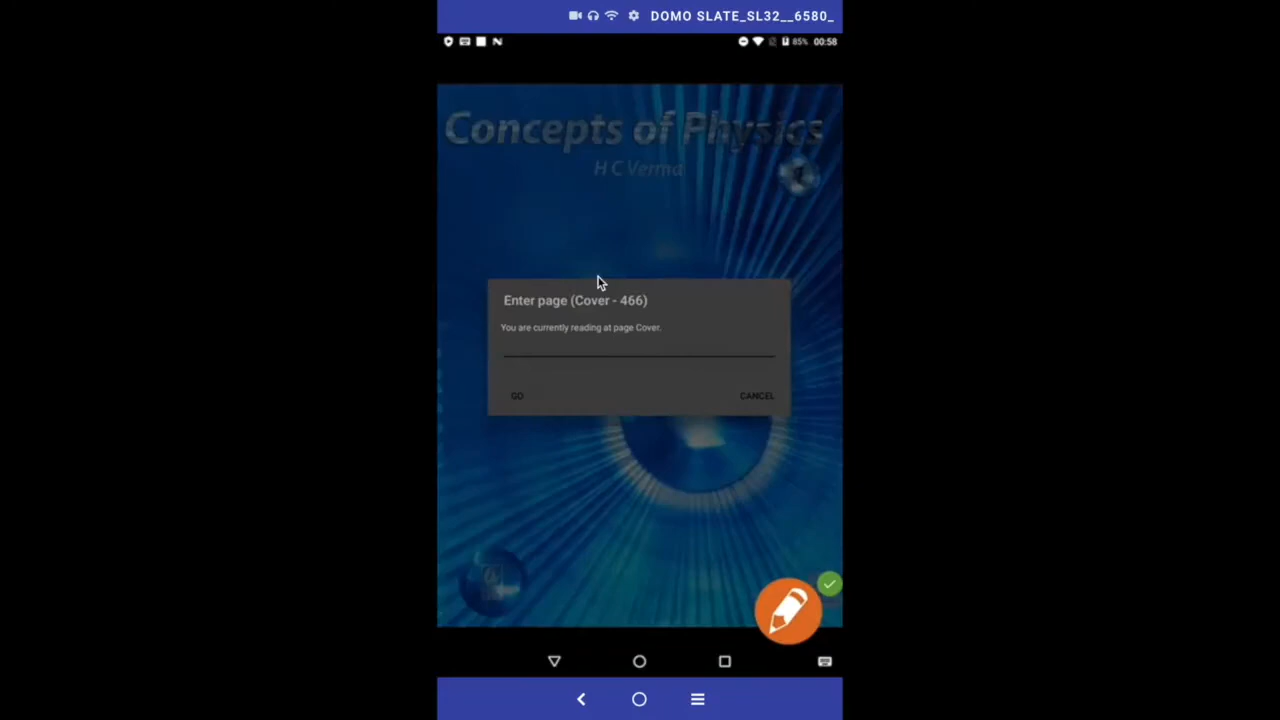 DOMO SLATE_SL32__6580_
85% 00:58
Concepts of Physics
H C Verma
Enter page (Cover - 466)
You are currently reading at page Cover.
GO CANCEL